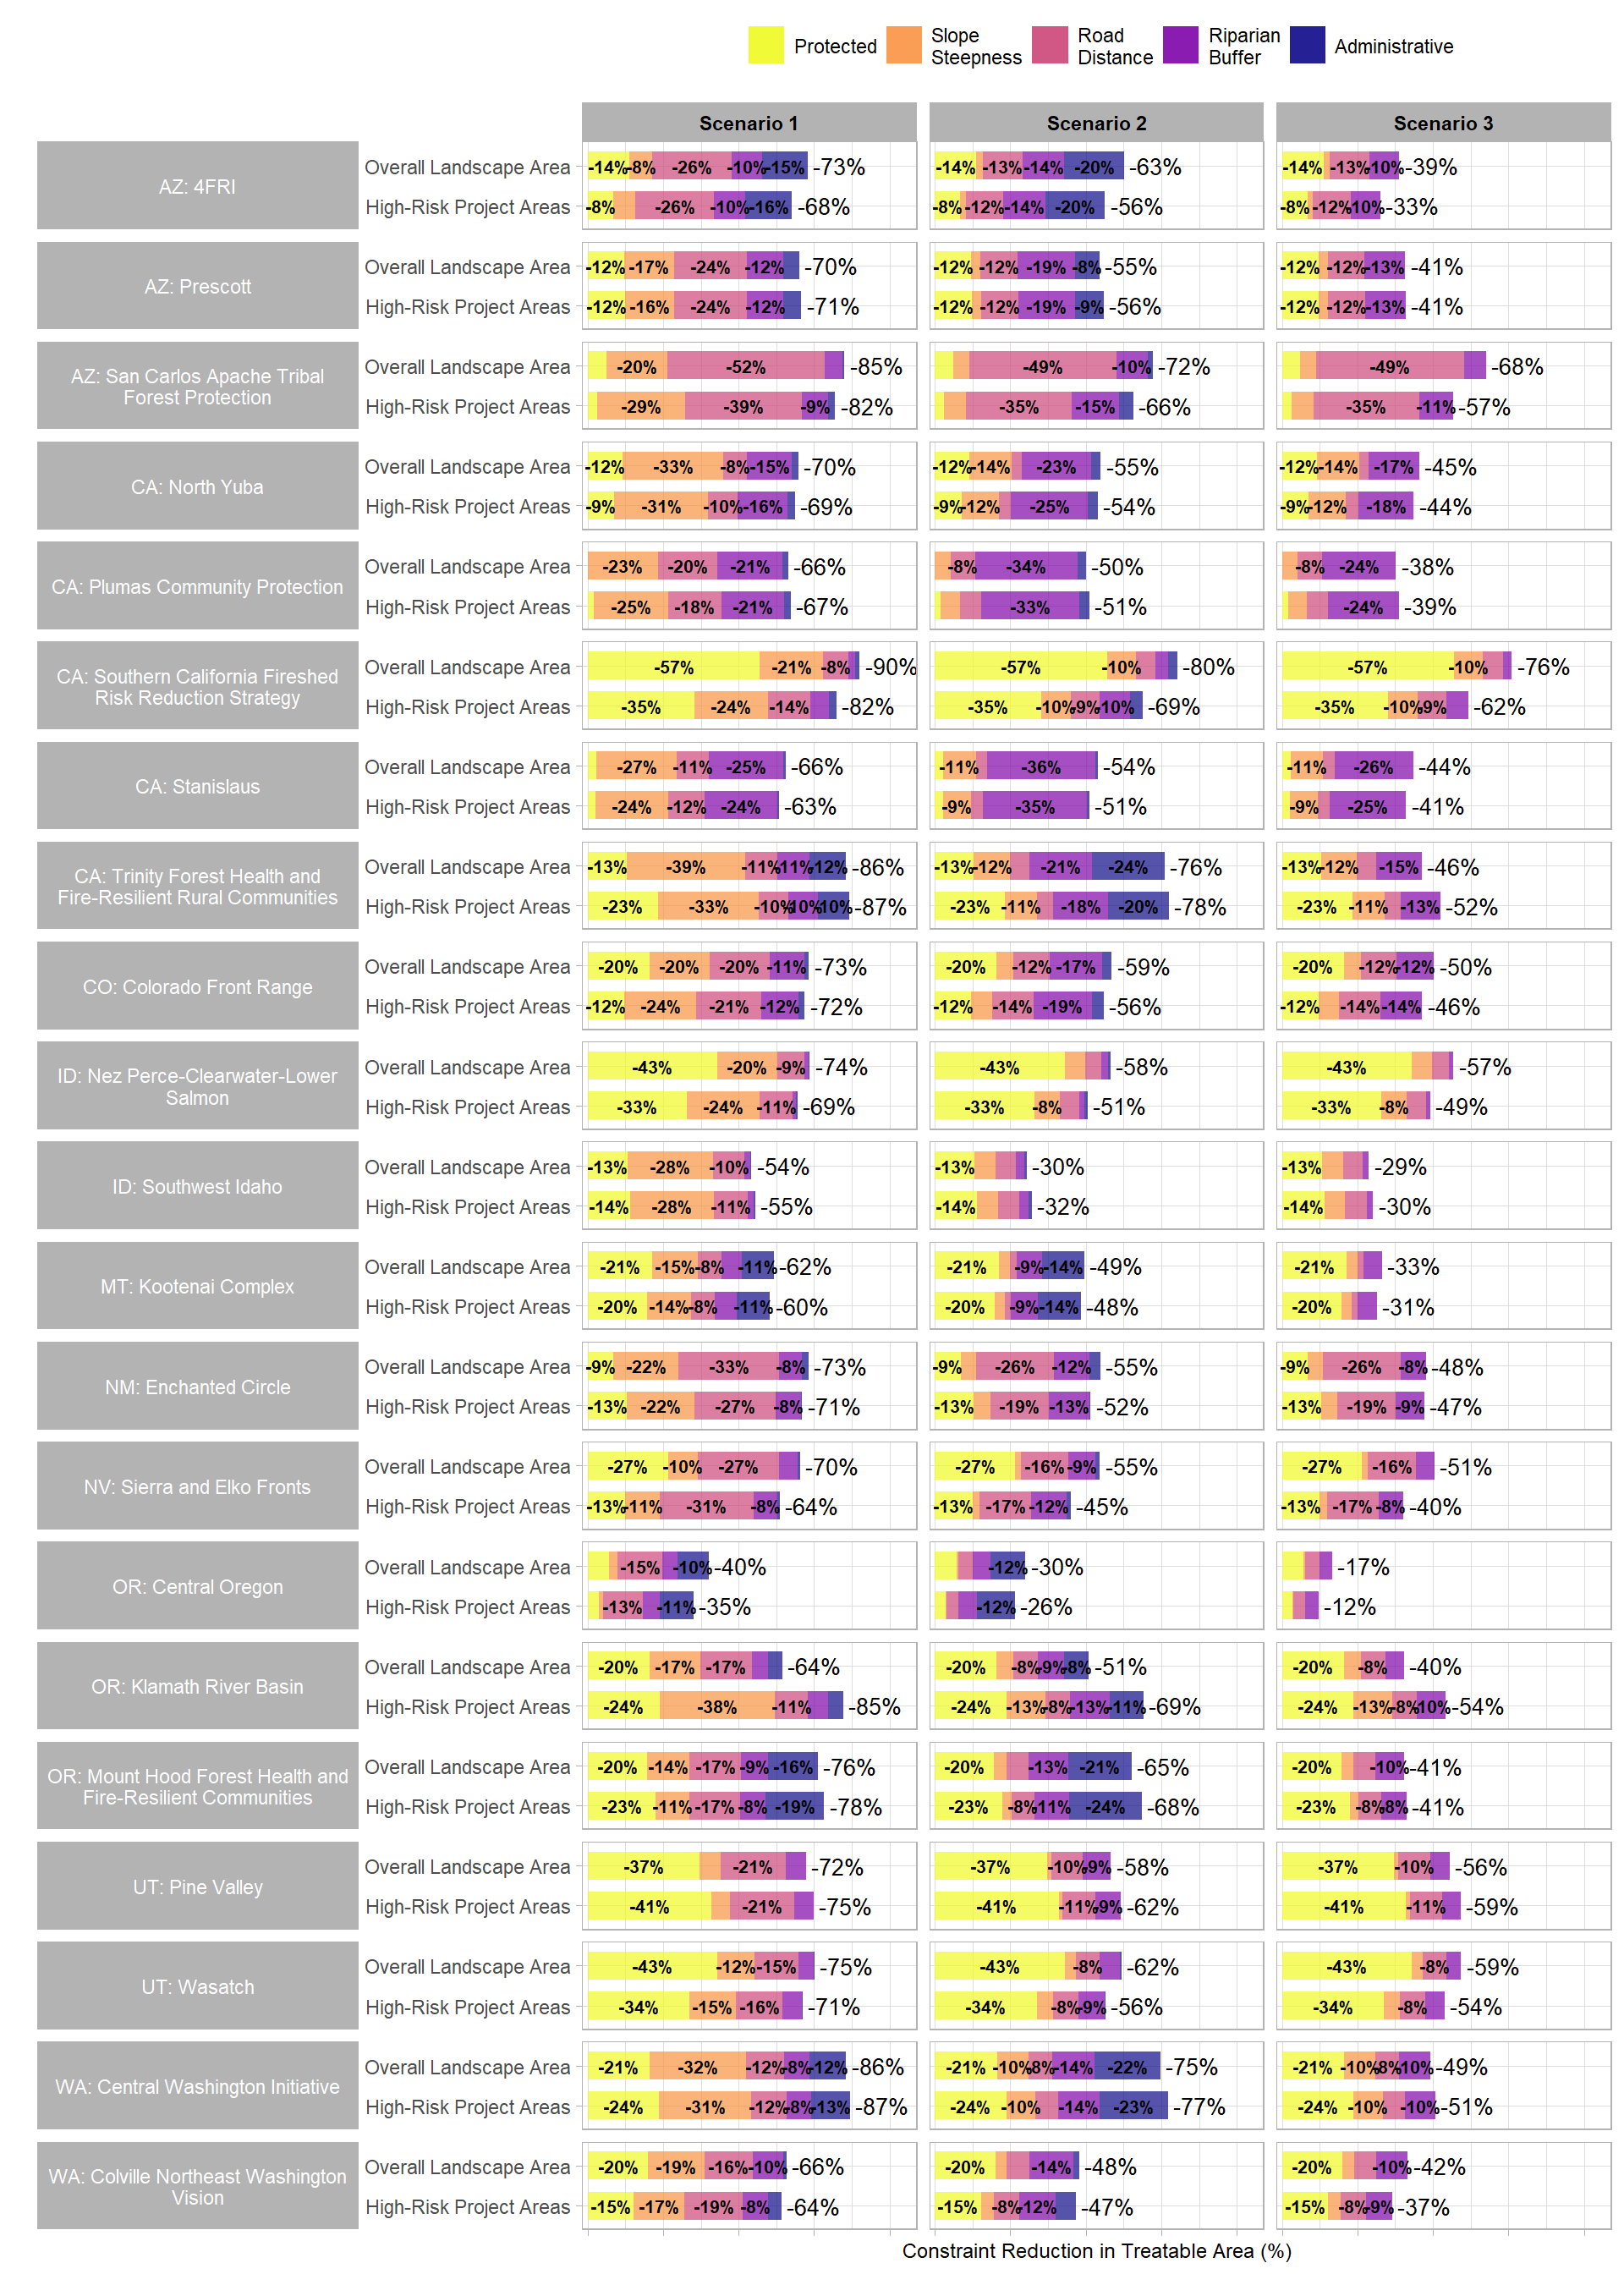 Protected
Slope
Steepness
Road
Distance
Riparian
Buffer
Administrative
Scenario 1 Scenario 2 Scenario 3
AZ: 4FRI
Overall Landscape Area -14% -8% -26% -10% -15% -73% -14% -13% -14% -20% -63% -14% -13% -10% -39%
High-Risk Project Areas -8% -26% -10% -16% -68% -8% -12% -14% -20% -56% -8% -12% -10% -33%
AZ: Prescott
Overall Landscape Area -12% -17% -24% -12% -70% -12% -12% -19% -8% -55% -12% -12% -13% -41%
High-Risk Project Areas -12% -16% -24% -12% -71% -12% -12% -19% -9% -56% -12% -12% -13% -41%
AZ: San Carlos Apache Tribal
Forest Protection
Overall Landscape Area -20% -52% -85% -49% -10% -72% -49% -68%
High-Risk Project Areas -29% -39% -9% -82% -35% -15% -66% -35% -11% -57%
CA: North Yuba
Overall Landscape Area -12% -33% -8% -15% -70% -12% -14% -23% -55% -12% -14% -17% -45%
High-Risk Project Areas -9% -31% -10% -16% -69% -9% -12% -25% -54% -9% -12% -18% -44%
CA: Plumas Community Protection
Overall Landscape Area -23% -20% -21% -66% -8% -34% -50% -8% -24% -38%
High-Risk Project Areas -25% -18% -21% -67% -33% -51% -24% -39%
CA: Southern California Fireshed
Risk Reduction Strategy
Overall Landscape Area -57% -21% -8% -90% -57% -10% -80% -57% -10% -76%
High-Risk Project Areas -35% -24% -14% -82% -35% -10% -9% -10% -69% -35% -10% -9% -62%
CA: Stanislaus
Overall Landscape Area -27% -11% -25% -66% -11% -36% -54% -11% -26% -44%
High-Risk Project Areas -24% -12% -24% -63% -9% -35% -51% -9% -25% -41%
CA: Trinity Forest Health and
Fire-Resilient Rural Communities
Overall Landscape Area -13% -39% -11% -11% -12% -86% -13% -12% -21% -24% -76% -13% -12% -15% -46%
High-Risk Project Areas -23% -33% -10% -10% -10% -87% -23% -11% -18% -20% -78% -23% -11% -13% -52%
CO: Colorado Front Range
Overall Landscape Area -20% -20% -20% -11% -73% -20% -12% -17% -59% -20% -12% -12% -50%
High-Risk Project Areas -12% -24% -21% -12% -72% -12% -14% -19% -56% -12% -14% -14% -46%
ID: Nez Perce-Clearwater-Lower
Salmon
Overall Landscape Area -43% -20% -9% -74% -43% -58% -43% -57%
High-Risk Project Areas -33% -24% -11% -69% -33% -8% -51% -33% -8% -49%
ID: Southwest Idaho
Overall Landscape Area -13% -28% -10% -54% -13% -30% -13% -29%
High-Risk Project Areas -14% -28% -11% -55% -14% -32% -14% -30%
MT: Kootenai Complex
Overall Landscape Area -21% -15% -8% -11% -62% -21% -9% -14% -49% -21% -33%
High-Risk Project Areas -20% -14% -8% -11% -60% -20% -9% -14% -48% -20% -31%
NM: Enchanted Circle
Overall Landscape Area -9% -22% -33% -8% -73% -9% -26% -12% -55% -9% -26% -8% -48%
High-Risk Project Areas -13% -22% -27% -8% -71% -13% -19% -13% -52% -13% -19% -9% -47%
NV: Sierra and Elko Fronts
Overall Landscape Area -27% -10% -27% -70% -27% -16% -9% -55% -27% -16% -51%
High-Risk Project Areas -13% -11% -31% -8% -64% -13% -17% -12% -45% -13% -17% -8% -40%
OR: Central Oregon
Overall Landscape Area -15% -10% -40% -12% -30% -17%
High-Risk Project Areas -13% -11% -35% -12% -26% -12%
OR: Klamath River Basin
Overall Landscape Area -20% -17% -17% -64% -20% -8% -9% -8% -51% -20% -8% -40%
High-Risk Project Areas -24% -38% -11% -85% -24% -13% -8% -13% -11% -69% -24% -13% -8% -10% -54%
OR: Mount Hood Forest Health and
Fire-Resilient Communities
Overall Landscape Area -20% -14% -17% -9% -16% -76% -20% -13% -21% -65% -20% -10% -41%
High-Risk Project Areas -23% -11% -17% -8% -19% -78% -23% -8% -11% -24% -68% -23% -8% -8% -41%
UT: Pine Valley
Overall Landscape Area -37% -21% -72% -37% -10% -9% -58% -37% -10% -56%
High-Risk Project Areas -41% -21% -75% -41% -11% -9% -62% -41% -11% -59%
UT: Wasatch
Overall Landscape Area -43% -12% -15% -75% -43% -8% -62% -43% -8% -59%
High-Risk Project Areas -34% -15% -16% -71% -34% -8% -9% -56% -34% -8% -54%
WA: Central Washington Initiative
Overall Landscape Area -21% -32% -12% -8% -12% -86% -21% -10% -8% -14% -22% -75% -21% -10% -8% -10% -49%
High-Risk Project Areas -24% -31% -12% -8% -13% -87% -24% -10% -14% -23% -77% -24% -10% -10% -51%
WA: Colville Northeast Washington
Vision
Overall Landscape Area -20% -19% -16% -10% -66% -20% -14% -48% -20% -10% -42%
High-Risk Project Areas -15% -17% -19% -8% -64% -15% -8% -12% -47% -15% -8% -9% -37%
Constraint Reduction in Treatable Area (%)